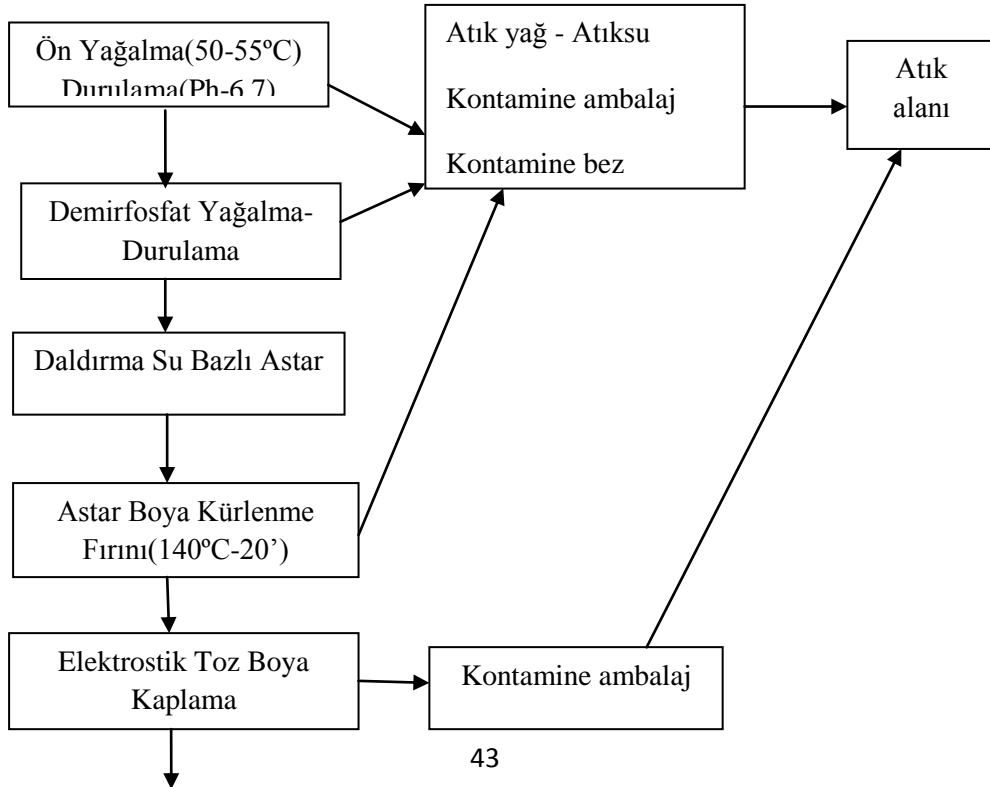 Ön Yağalma(50-55ºC)
Durulama(Ph-6.7)
Atık yağ - Atıksu
Kontamine ambalaj
Kontamine bez
Atık
alanı
Demirfosfat Yağalma-
Durulama
Daldırma Su Bazlı Astar
Astar Boya Kürlenme
Fırını(140ºC-20’)
Elektrostik Toz Boya
Kaplama
Kontamine ambalaj
43